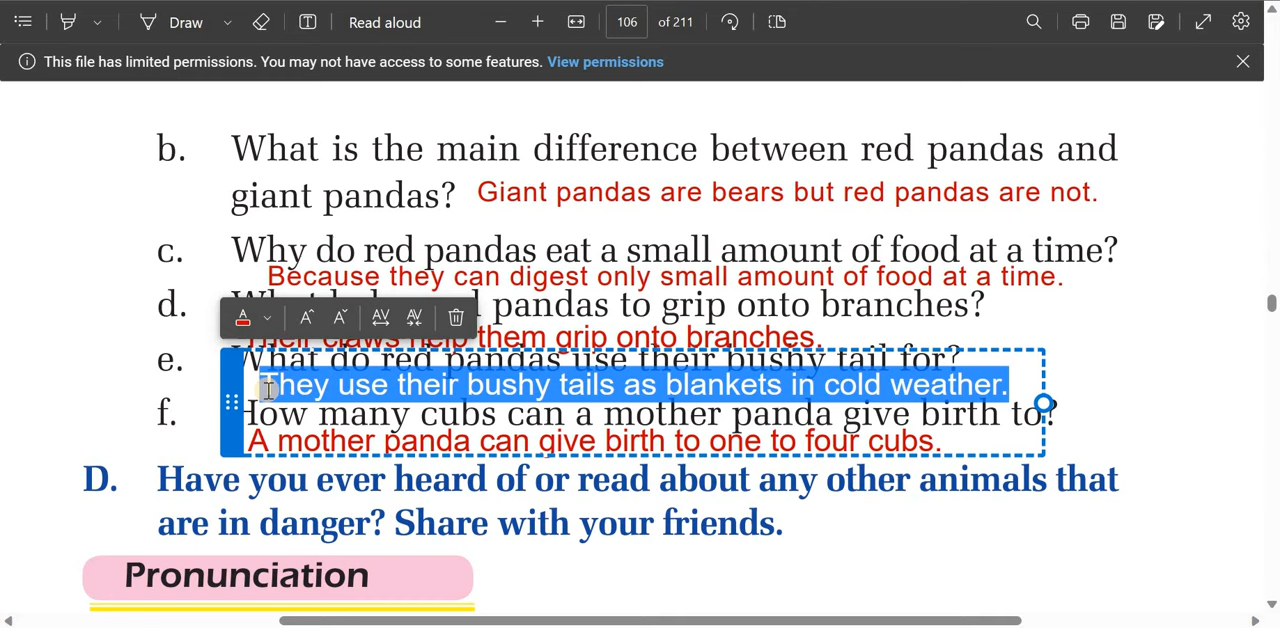 Draw
Read aloud
106 of 211
This file has limited permissions. You may not have access to some features. View permissions
b. What is the main difference between red pandas and
giant pandas? Giant pandas are bears but red pandas are not.
c. Why do red pandas eat a small amount of food at a time?
Because they can digest only small amount of food at a time.
d. pandas to grip onto branches?
Their claws help them grip onto branches.
e. What do red pandas use their bushy tail for?
They use their bushy tails as blankets in cold weather.
f. How many cubs can a mother panda give birth to?
A mother panda can give birth to one to four cubs.
D. Have you ever heard of or read about any other animals that
are in danger? Share with your friends.
Pronunciation